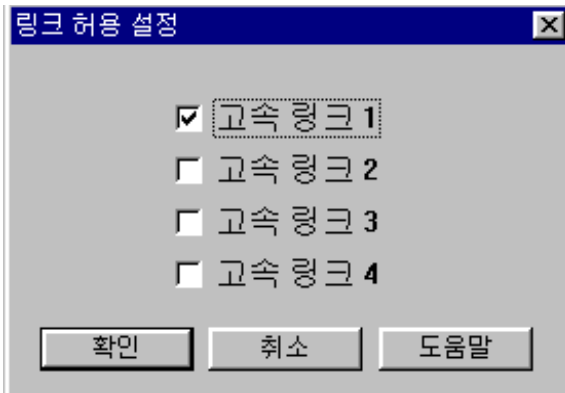 링크 허용 설정
고속 링크 1
고속 링크 2
고속 링크 3
고속 링크 4
확인 취소 도움말